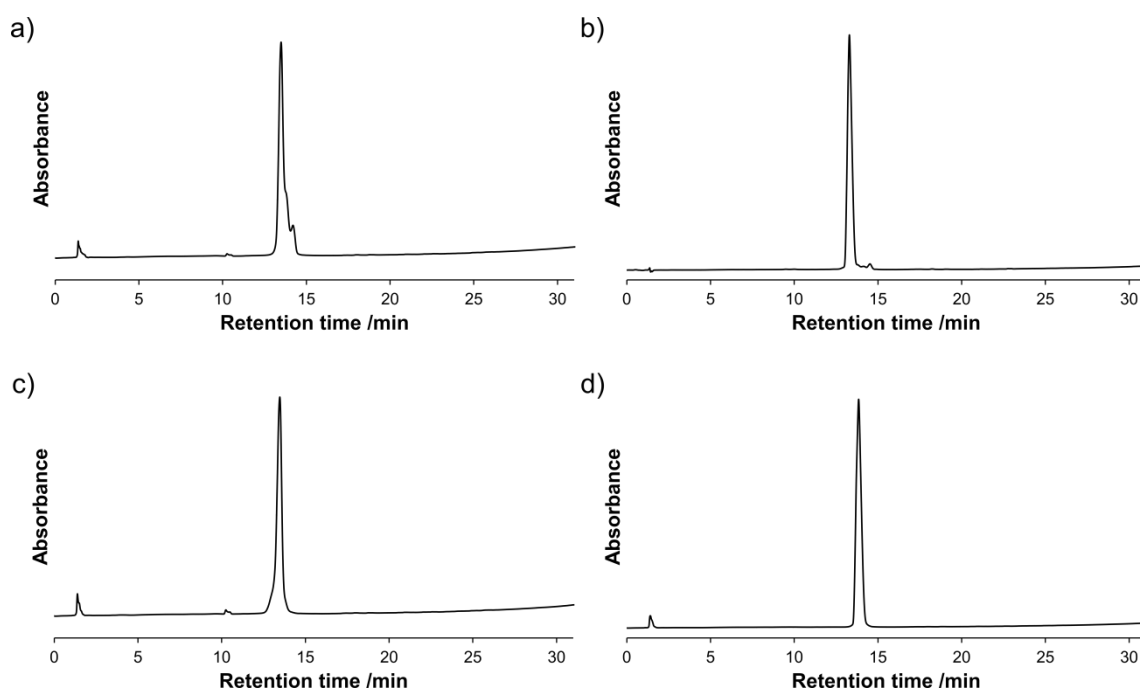 a)
Absorbance
0 5 10 15 20 25 30
Retention time /min
b)
Absorbance
0 5 10 15 20 25 30
Retention time /min
c)
Absorbance
0 5 10 15 20 25 30
Retention time /min
d)
Absorbance
0 5 10 15 20 25 30
Retention time /min